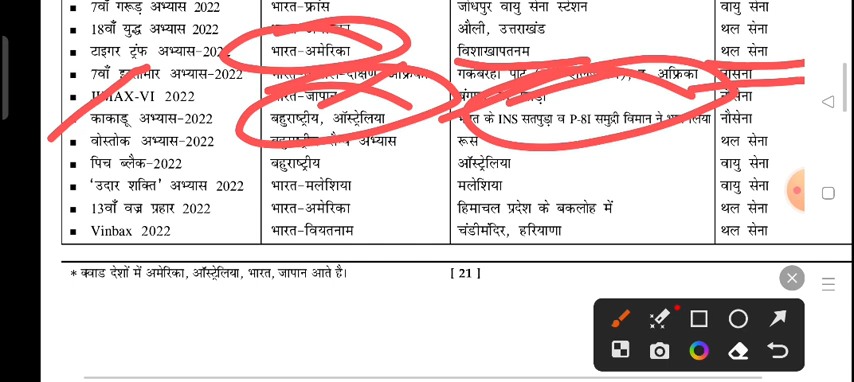 ▪ 7वाँ गरूड़ अभ्यास 2022 भारत-फ्रांस जोधपुर वायु सेना स्टेशन वायु सेना
▪ 18वाँ युद्ध अभ्यास 2022 औली, उत्तराखंड थल सेना
▪ टाइगर ट्रंफ अभ्यास-2022 भारत-अमेरिका विशाखापतनम थल सेना
▪ 7वाँ अभ्यास-2022 अफ्रिका नौसेना
▪ JIMAX-VI 2022 भारत-जापान नौसेना
▪ काकाडू अभ्यास-2022 बहुराष्ट्रीय, ऑस्ट्रेलिया भारत के INS सतपुड़ा व P-8I समुद्री विमान ने भाग लिया नौसेना
▪ वोस्तोक अभ्यास-2022 बहुराष्ट्रीय सैन्य अभ्यास रूस थल सेना
▪ पिच ब्लैक-2022 बहुराष्ट्रीय ऑस्ट्रेलिया वायु सेना
▪ 'उदार शक्ति' अभ्यास 2022 भारत-मलेशिया मलेशिया वायु सेना
▪ 13वाँ वज्र प्रहार 2022 भारत-अमेरिका हिमाचल प्रदेश के बकलोह में थल सेना
▪ Vinbax 2022 भारत-वियतनाम चंडीमंदिर, हरियाणा थल सेना
* क्वाड देशों में अमेरिका, ऑस्ट्रेलिया, भारत, जापान आते है। [ 21 ]